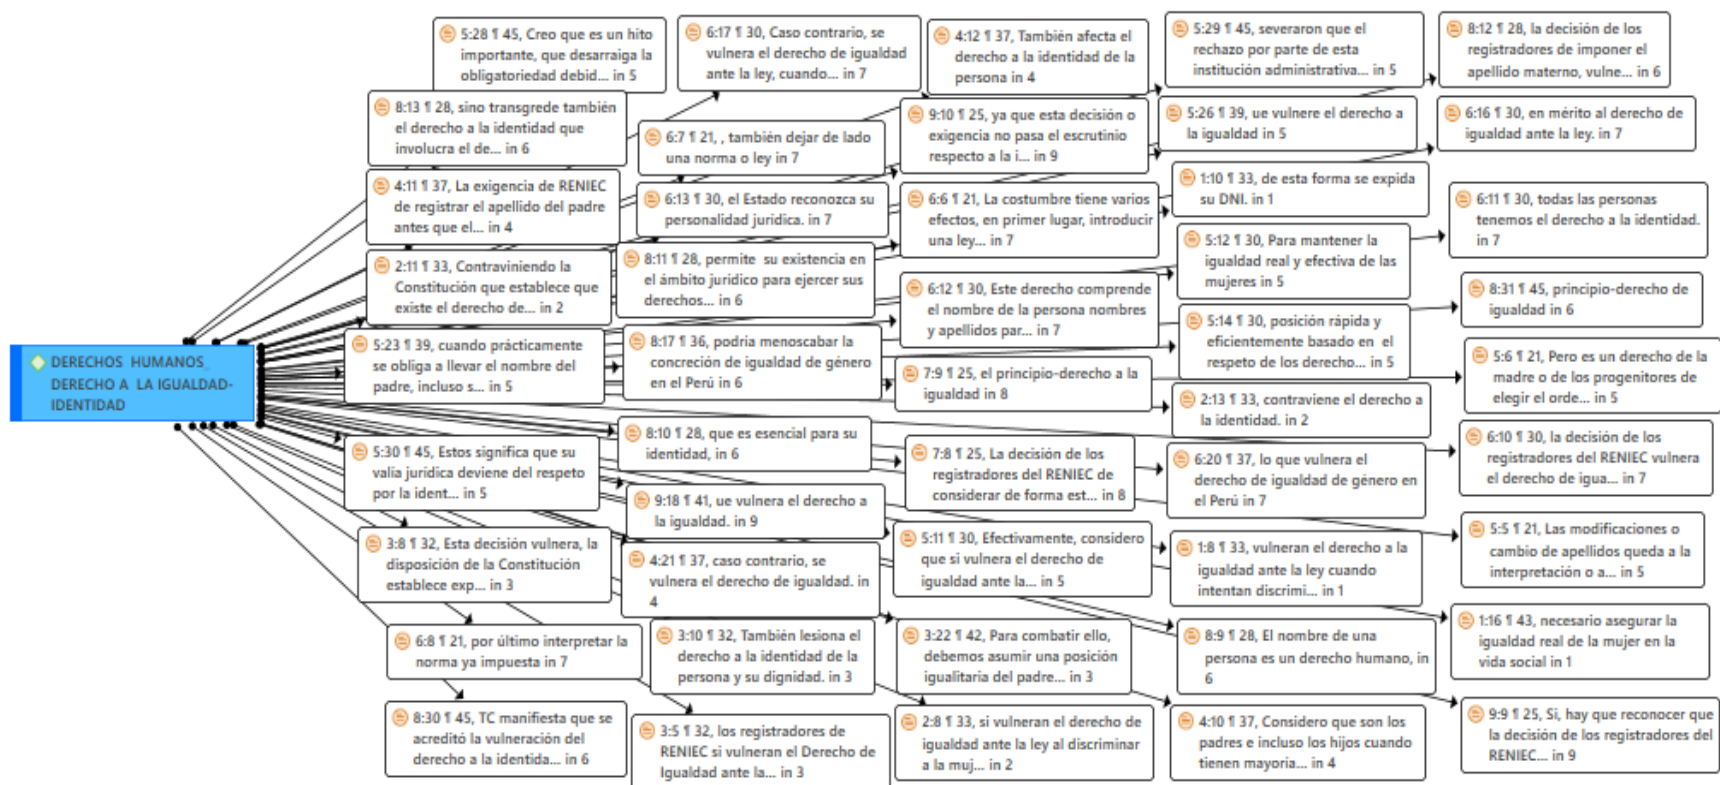 5:28 ¶ 45, Creo que es un hito
importante, que desarraiga la
obligatoriedad debid... in 5
8:13 ¶ 28, sino transgrede también
el derecho a la identidad que
involucra el de... in 6
4:11 ¶ 37, La exigencia de RENIEC
de registrar el apellido del padre
antes que el... in 4
2:11 ¶ 33, Contraviniendo la
Constitución que establece que
existe el derecho de... in 2
5:23 ¶ 39, cuando prácticamente
se obliga a llevar el nombre del
padre, incluso s... in 5
DERECHOS HUMANOS_
DERECHO A LA IGUALDAD-
IDENTIDAD
5:30 ¶ 45, Estos significa que su
valía jurídica deviene del respeto
por la ident... in 5
3:8 ¶ 32, Esta decisión vulnera, la
disposición de la Constitución
establece exp... in 3
6:8 ¶ 21, por último interpretar la
norma ya impuesta in 7
8:30 ¶ 45, TC manifiesta que se
acreditó la vulneración del
derecho a la identida... in 6
6:17 ¶ 30, Caso contrario, se
vulnera el derecho de igualdad
ante la ley, cuando... in 7
6:7 ¶ 21, , también dejar de lado
una norma o ley in 7
6:13 ¶ 30, el Estado reconozca su
personalidad jurídica. in 7
8:11 ¶ 28, permite su existencia en
el ámbito jurídico para ejercer sus
derechos... in 6
8:17 ¶ 36, podría menoscabar la
concreción de igualdad de género
en el Perú in 6
8:10 ¶ 28, que es esencial para su
identidad, in 6
9:18 ¶ 41, ue vulnera el derecho a
la igualdad. in 9
4:21 ¶ 37, caso contrario, se
vulnera el derecho de igualdad. in
4
3:10 ¶ 32, También lesiona el
derecho a la identidad de la
persona y su dignidad. in 3
3:5 ¶ 32, los registradores de
RENIEC si vulneran el Derecho de
Igualdad ante la... in 3
4:12 ¶ 37, También afecta el
derecho a la identidad de la
persona in 4
9:10 ¶ 25, ya que esta decisión o
exigencia no pasa el escrutinio
respecto a la i... in 9
6:6 ¶ 21, La costumbre tiene varios
efectos, en primer lugar, introducir
una ley... in 7
6:12 ¶ 30, Este derecho comprende
el nombre de la persona nombres
y apellidos par... in 7
7:9 ¶ 25, el principio-derecho a la
igualdad in 8
7:8 ¶ 25, La decisión de los
registradores del RENIEC de
considerar de forma est... in 8
5:11 ¶ 30, Efectivamente, considero
que si vulnera el derecho de
igualdad ante la... in 5
3:22 ¶ 42, Para combatir ello,
debemos asumir una posición
igualitaria del padre... in 3
2:8 ¶ 33, si vulneran el derecho de
igualdad ante la ley al discriminar
a la muj... in 2
5:29 ¶ 45, severaron que el
rechazo por parte de esta
institución administrativa... in 5
5:26 ¶ 39, ue vulnere el derecho a
la igualdad in 5
1:10 ¶ 33, de esta forma se expida
su DNI. in 1
5:12 ¶ 30, Para mantener la
igualdad real y efectiva de las
mujeres in 5
5:14 ¶ 30, posición rápida y
eficientemente basado en el
respeto de los derecho... in 5
2:13 ¶ 33, contraviene el derecho a
la identidad. in 2
6:20 ¶ 37, lo que vulnera el
derecho de igualdad de género en
el Perú in 7
1:8 ¶ 33, vulneran el derecho a la
igualdad ante la ley cuando
intentan discrimi... in 1
8:9 ¶ 28, El nombre de una
persona es un derecho humano, in
6
4:10 ¶ 37, Considero que son los
padres e incluso los hijos cuando
tienen mayoría... in 4
8:12 ¶ 28, la decisión de los
registradores de imponer el
apellido materno, vulne... in 6
6:16 ¶ 30, en mérito al derecho de
igualdad ante la ley. in 7
6:11 ¶ 30, todas las personas
tenemos el derecho a la identidad.
in 7
8:31 ¶ 45, principio-derecho de
igualdad in 6
5:6 ¶ 21, Pero es un derecho de la
madre o de los progenitores de
elegir el orde... in 5
6:10 ¶ 30, la decisión de los
registradores del RENIEC vulnera
el derecho de igua... in 7
5:5 ¶ 21, Las modificaciones o
cambio de apellidos queda a la
interpretación o a... in 5
1:16 ¶ 43, necesario asegurar la
igualdad real de la mujer en la
vida social in 1
9:9 ¶ 25, Si, hay que reconocer que
la decisión de los registradores del
RENIEC... in 9